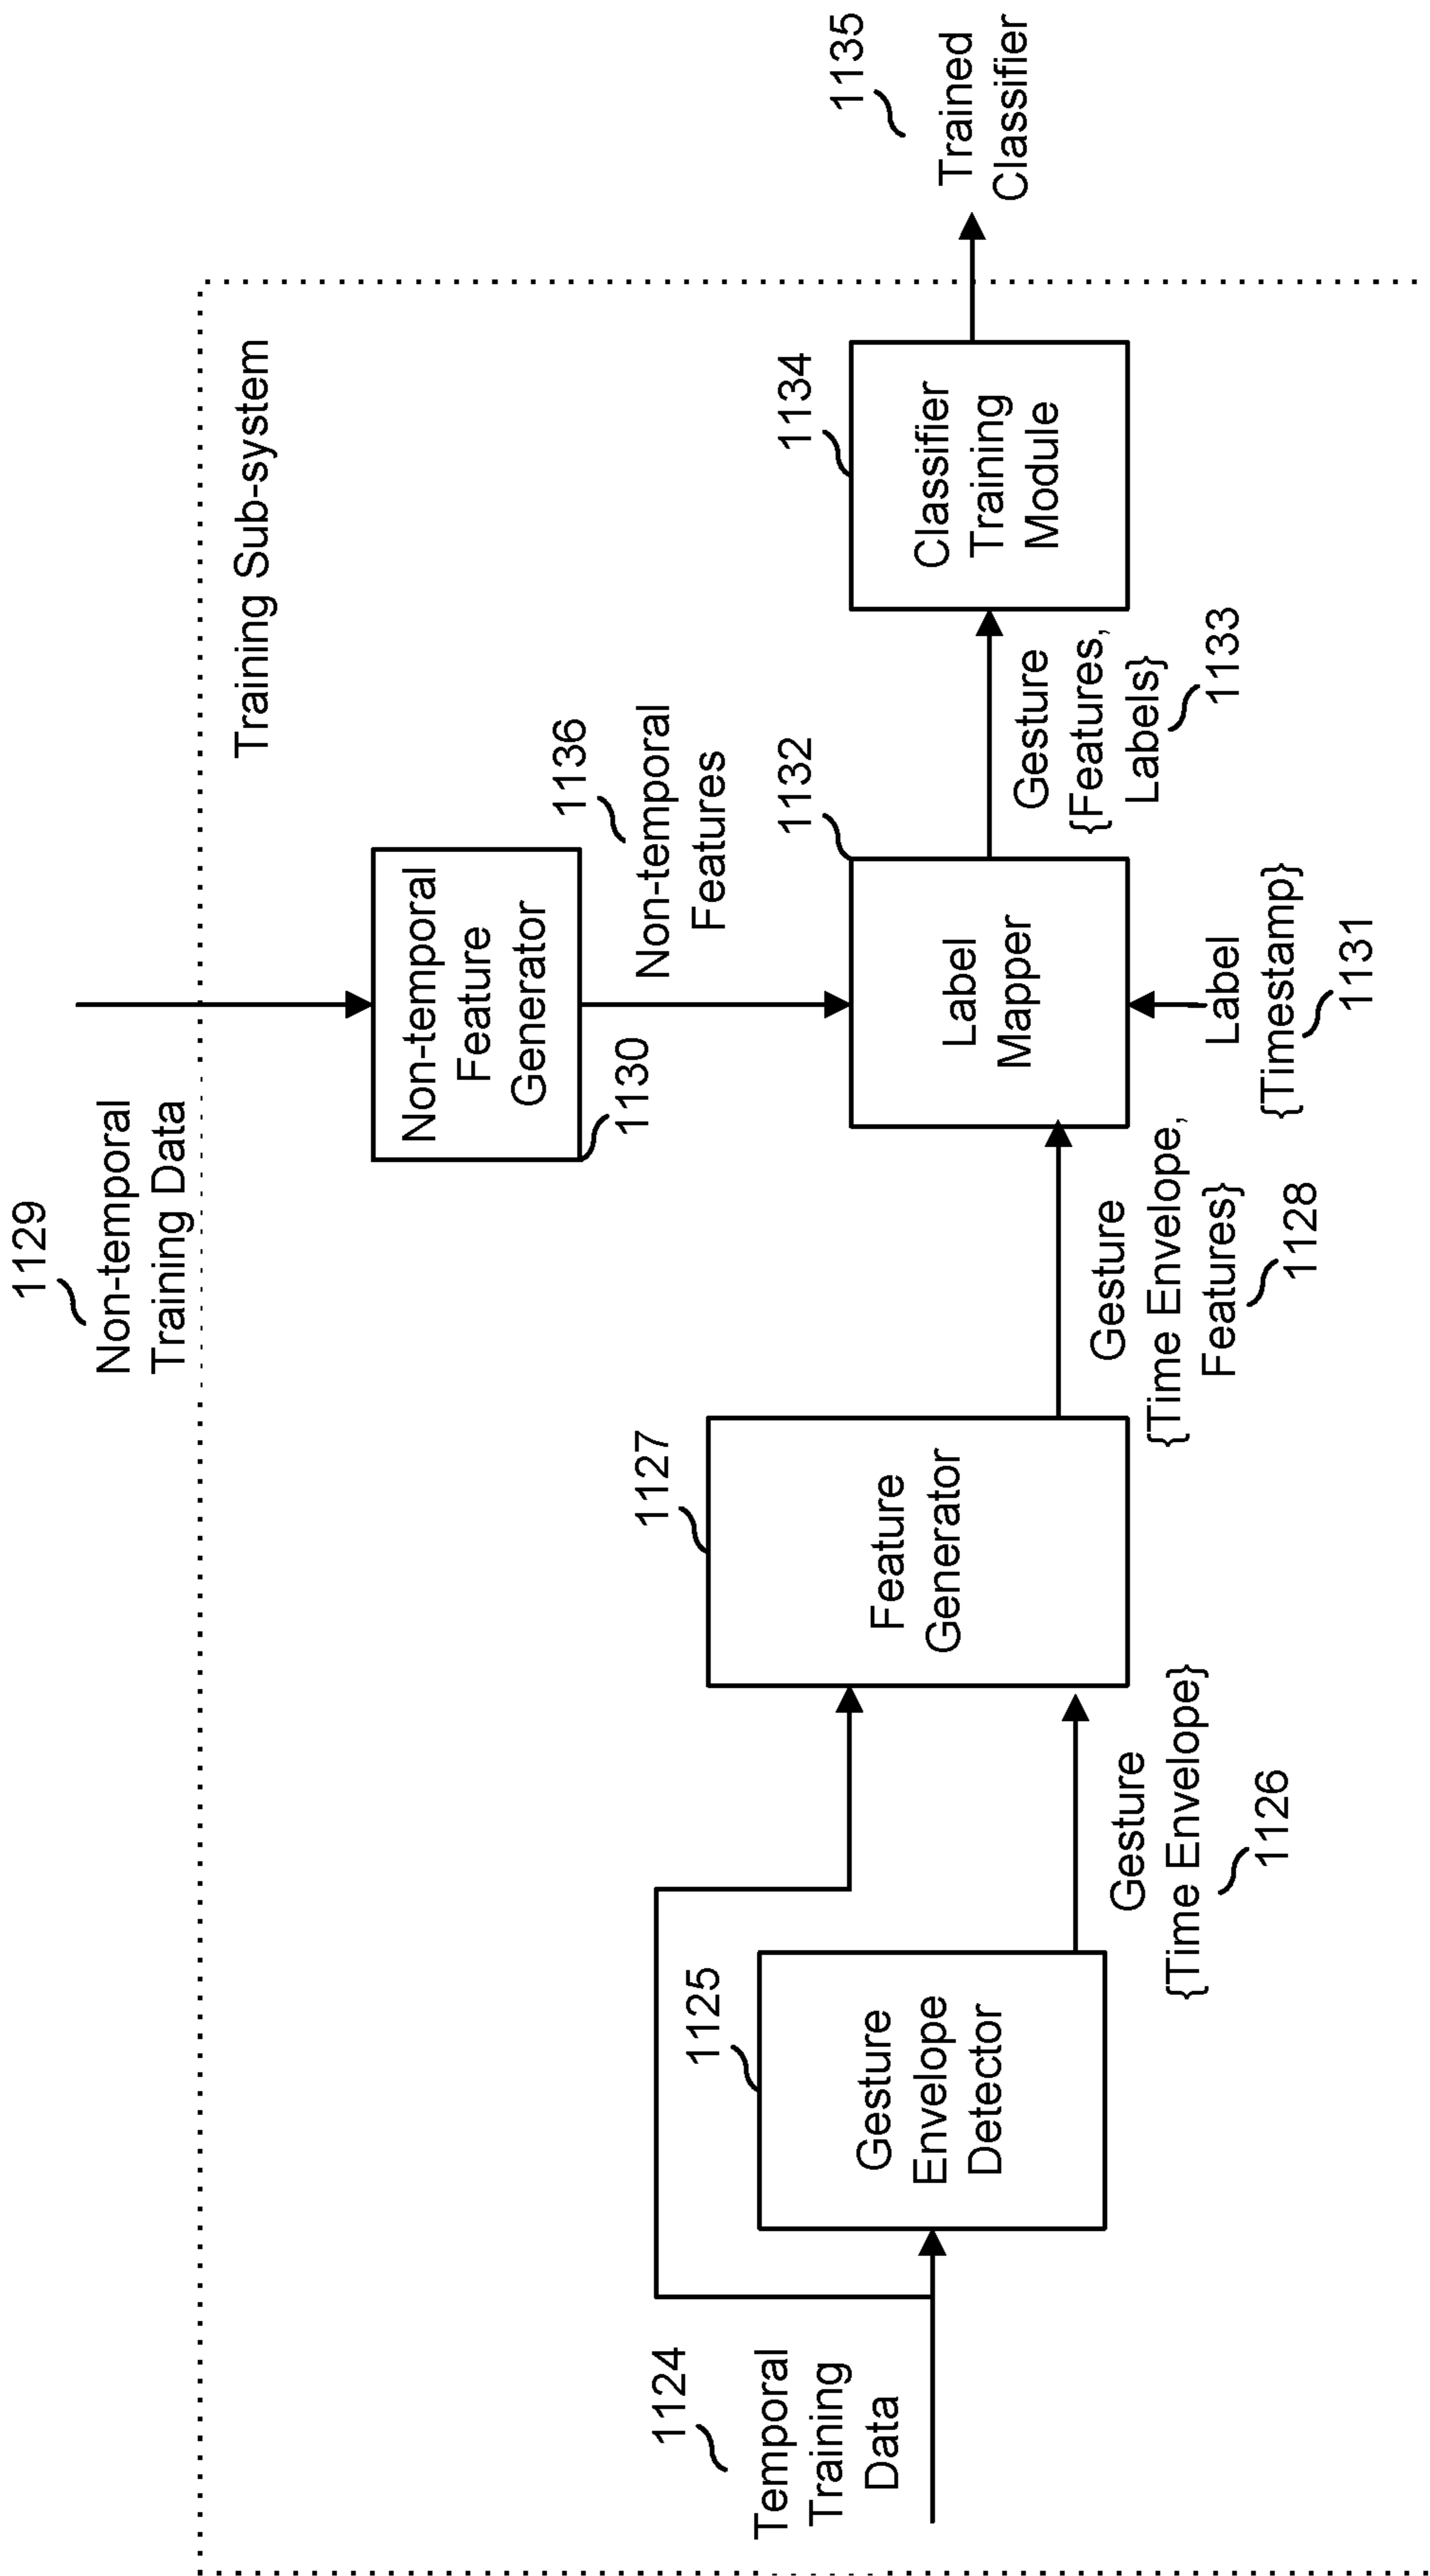 1129
Non-temporal
Training Data
Training Sub-system
Non-temporal
Feature
Generator
1130
1136
Non-temporal
Features
1124
Temporal
Training
Data
1125
Gesture
Envelope
Detector
Gesture
{Time Envelope}
1126
1127
Feature
Generator
Gesture
{Time Envelope,
Features}
1128
1132
Label
Mapper
Label
{Timestamp}
1131
Gesture
{Features,
Labels}
1133
1134
Classifier
Training
Module
1135
Trained
Classifier